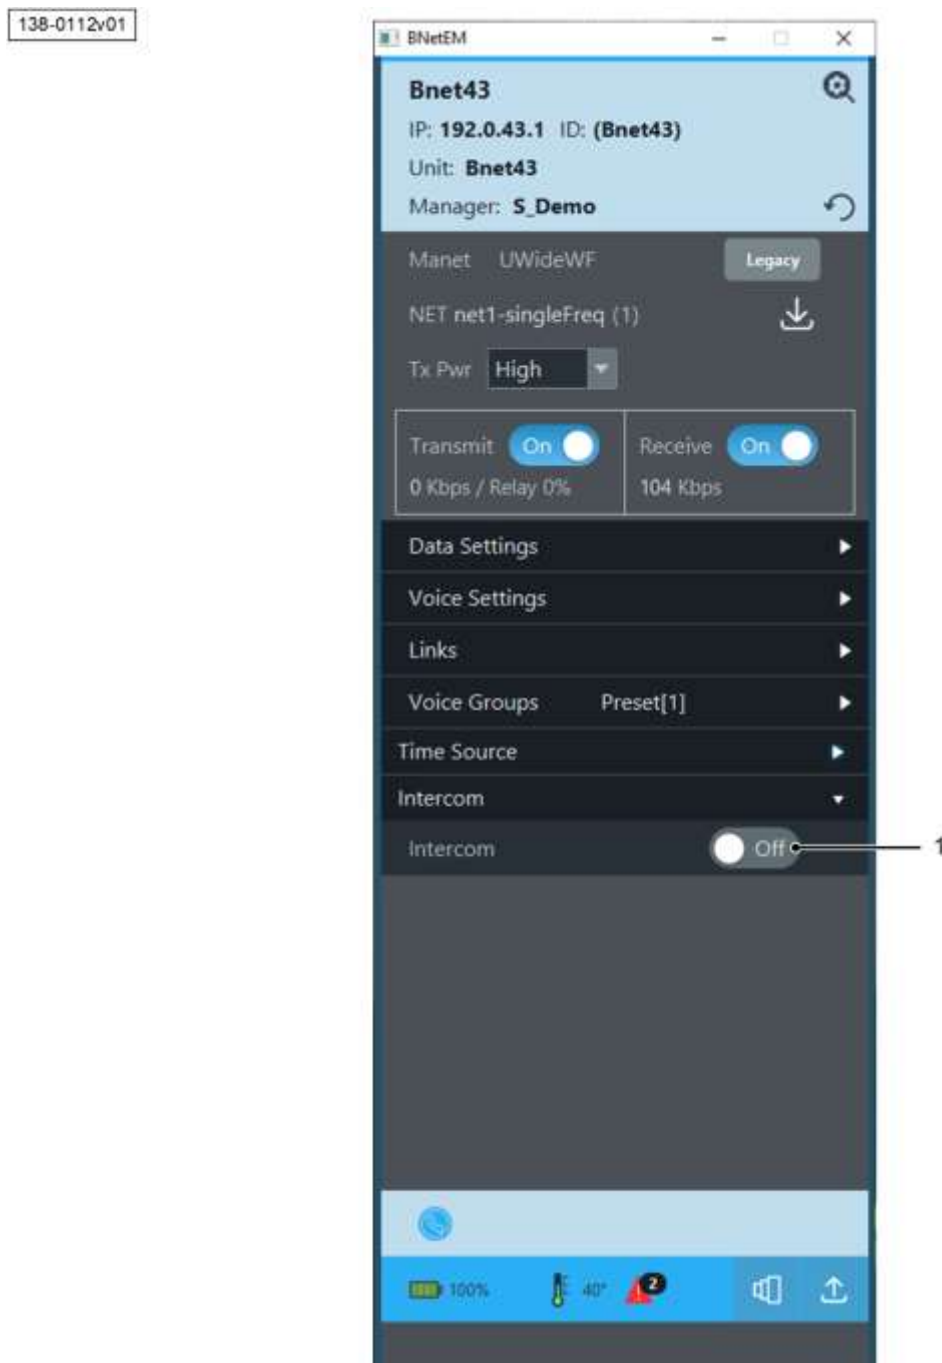 138-0112v01
BNetEM
Bnet43
IP: 192.0.43.1 ID: (Bnet43)
Unit: Bnet43
Manager: S_Demo
Manet UWideWF Legacy
NET net1-singleFreq (1)
Tx Pwr High
Transmit On Receive On
0 Kbps / Relay 0% 104 Kbps
Data Settings
Voice Settings
Links
Voice Groups Preset[1]
Time Source
Intercom
Intercom Off 1
100% 40° 2